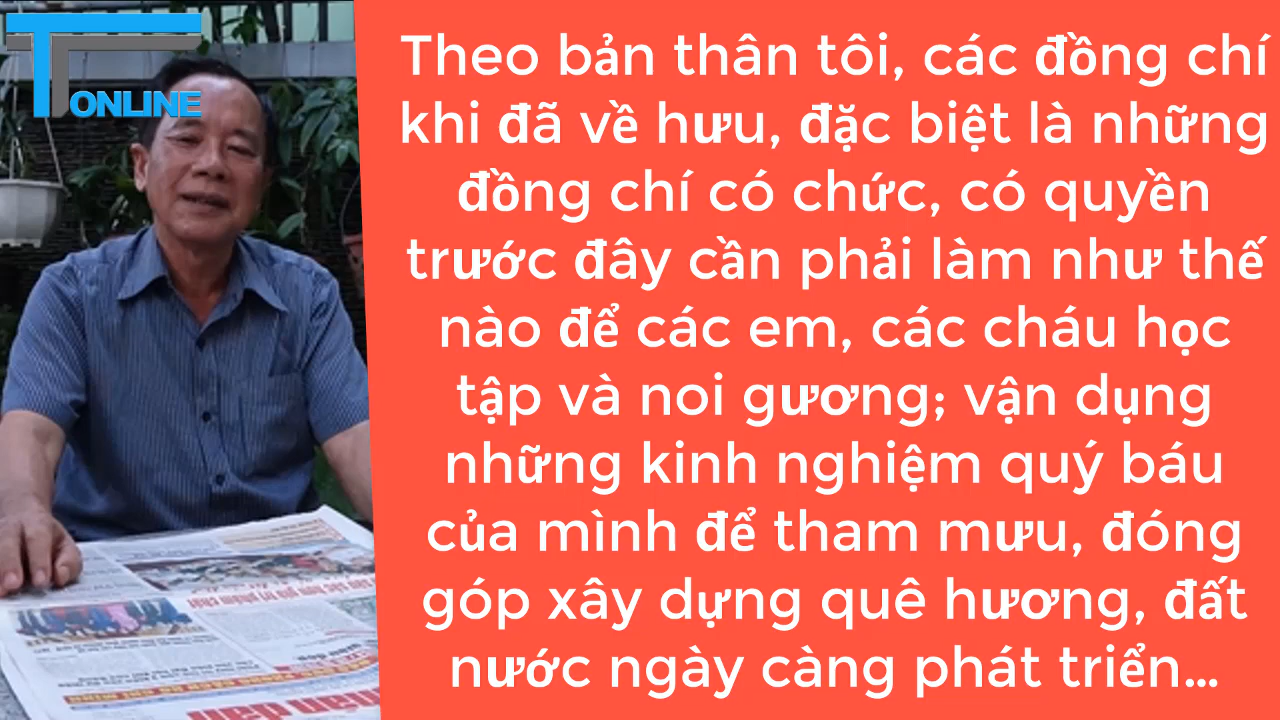 TT
ONLINE
Theo bản thân tôi, các đồng chí
khi đã về hưu, đặc biệt là những
đồng chí có chức, có quyền
trước đây cần phải làm như thế
nào để các em, các cháu học
tập và noi gương; vận dụng
những kinh nghiệm quý báu
của mình để tham mưu, đóng
góp xây dựng quê hương, đất
nước ngày càng phát triển...